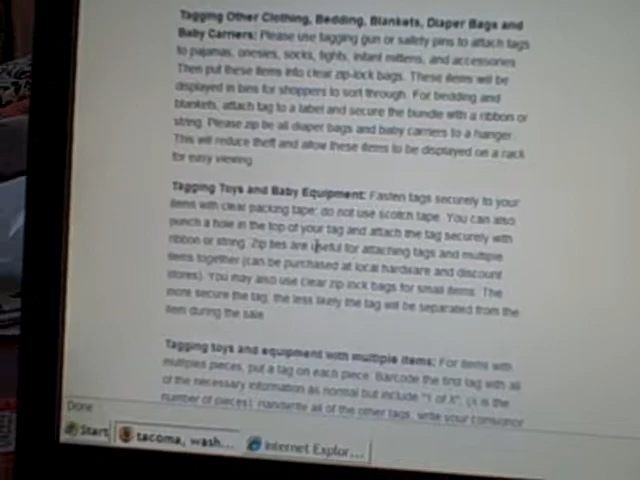 Tagging Other Clothing, Bedding, Blankets, Diaper Bags and
Baby Carriers: Please use tagging gun or safety pins to attach tags
to pajamas, onesies, socks, tights, infant mittens, and accessories
Then put these items into clear zip-lock bags. These items will be
displayed in bins for shoppers to sort through. For bedding and
blankets, attach tag to a label and secure the bundle with a ribbon or
string. Please zip tie all diaper bags and baby carriers to a hanger.
This will reduce theft and allow these items to be displayed on a rack
for easy viewing
Tagging Toys and Baby Equipment: Fasten tags securely to your
items with clear packing tape; do not use scotch tape. You can also
punch a hole in the top of your tag and attach the tag securely with
ribbon or string. Zip ties are useful for attaching tags and multiple
items together (can be purchased at local hardware and discount
stores). You may also use clear zip lock bags for small items. The
more secure the tag, the less likely the tag will be separated from the
item during the sale
Tagging toys and equipment with multiple items: For items with
multiple pieces, put a tag on each piece. Barcode the first tag with all
of the necessary information as normal but include "1 of X". (X is the
number of pieces). Handwrite all of the other tags, write your consignor
Done
Start
tacoma, wash...
Internet Explor...